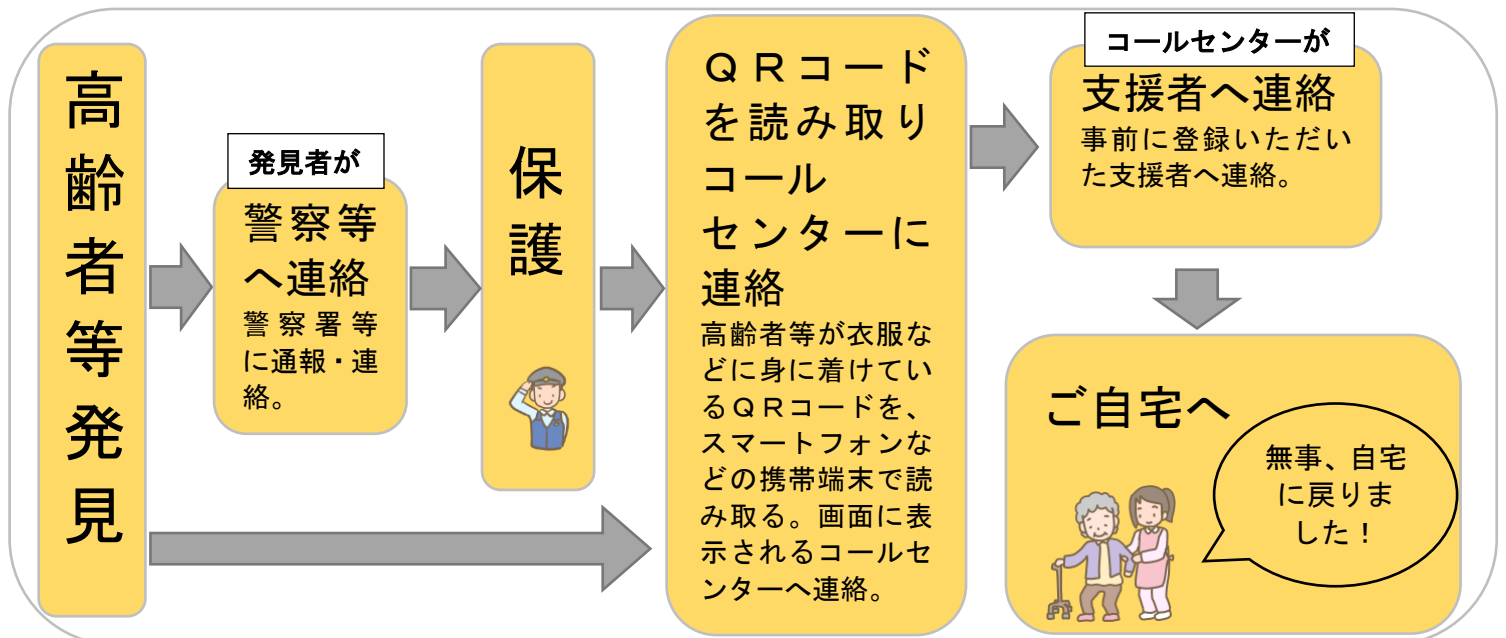 高齢者等発見
発見者が
警察等
へ連絡
警察署等
に通報・連
絡。
保護
ＱＲコード
を読み取り
コール
センターに
連絡
高齢者等が衣服な
どに身に着けてい
るＱＲコードを、
スマートフォンな
どの携帯端末で読
み取る。画面に表
示されるコールセ
ンターへ連絡。
コールセンターが
支援者へ連絡
事前に登録いただい
た支援者へ連絡。
ご自宅へ
無事、自宅
に戻りま
した！